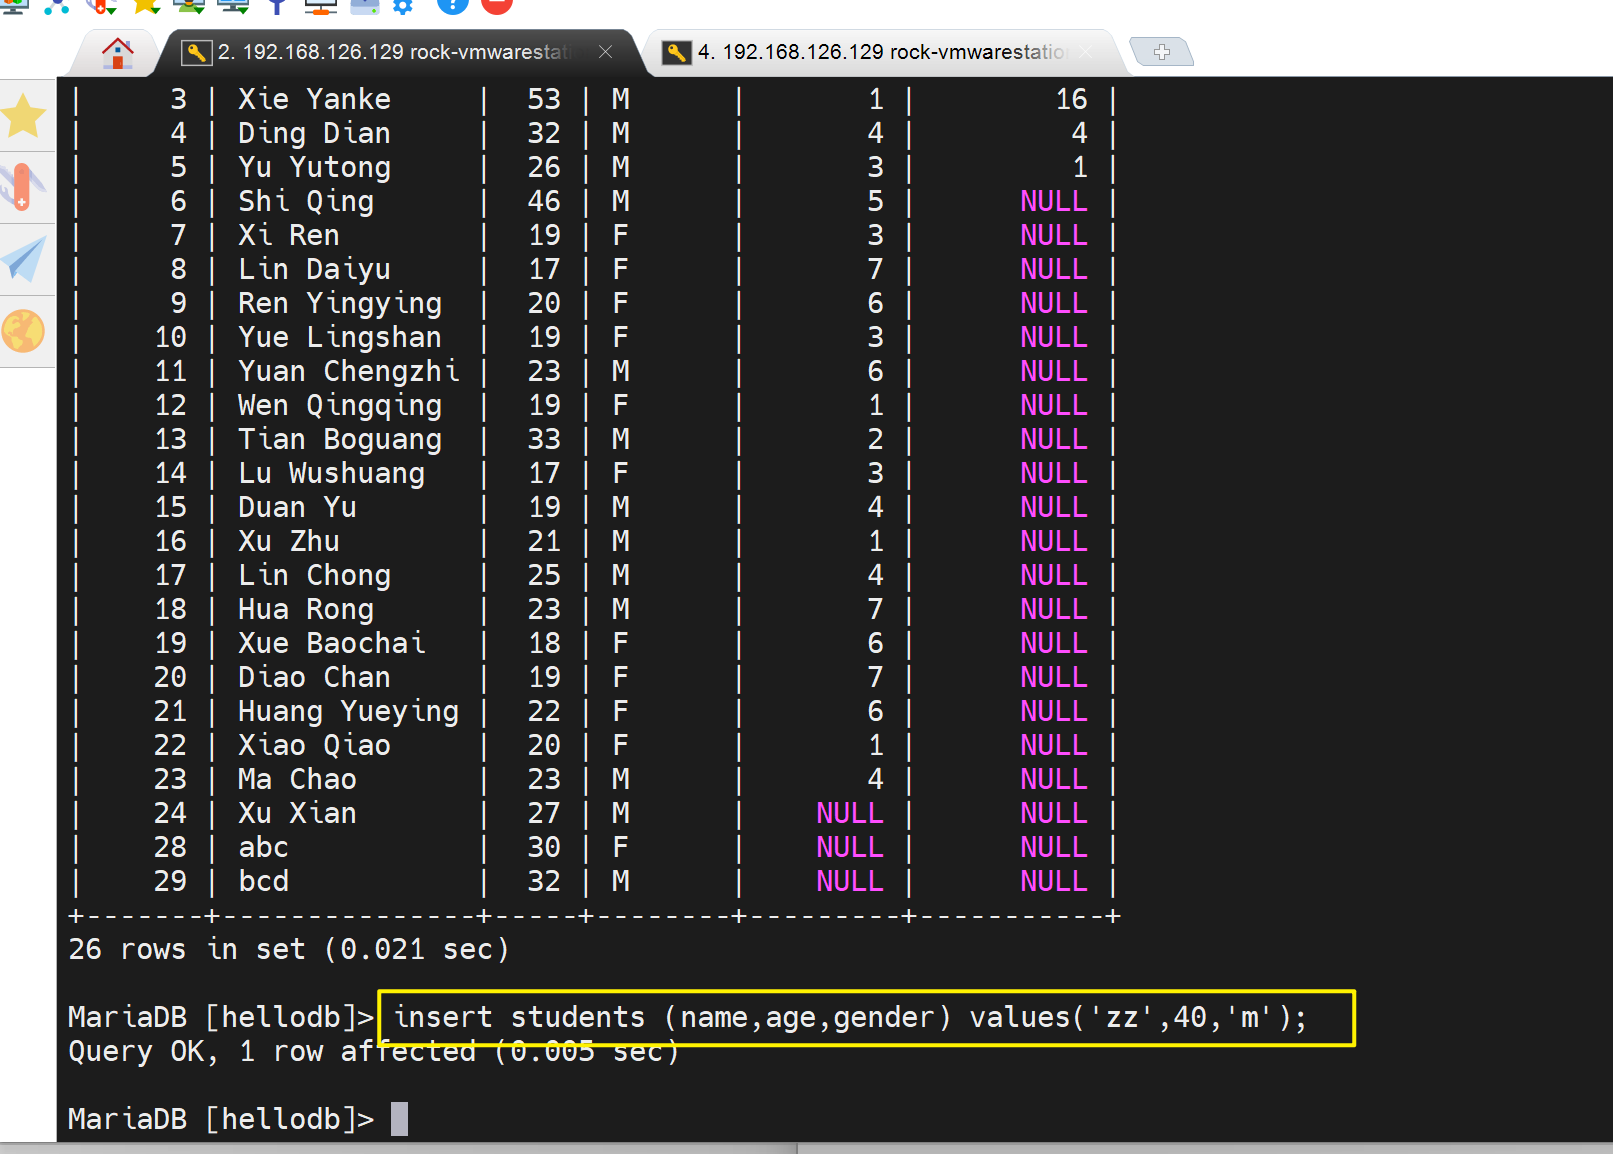 2. 192.168.126.129 rock-vmwarestati
4. 192.168.126.129 rock-vmwarestatio
| 3 | Xie Yanke | 53 | M | 1 | 16 |
| 4 | Ding Dian | 32 | M | 4 | 4 |
| 5 | Yu Yutong | 26 | M | 3 | 1 |
| 6 | Shi Qing | 46 | M | 5 | NULL |
| 7 | Xi Ren | 19 | F | 3 | NULL |
| 8 | Lin Daiyu | 17 | F | 7 | NULL |
| 9 | Ren Yingying | 20 | F | 6 | NULL |
| 10 | Yue Lingshan | 19 | F | 3 | NULL |
| 11 | Yuan Chengzhi | 23 | M | 6 | NULL |
| 12 | Wen Qingqing | 19 | F | 1 | NULL |
| 13 | Tian Boguang | 33 | M | 2 | NULL |
| 14 | Lu Wushuang | 17 | F | 3 | NULL |
| 15 | Duan Yu | 19 | M | 4 | NULL |
| 16 | Xu Zhu | 21 | M | 1 | NULL |
| 17 | Lin Chong | 25 | M | 4 | NULL |
| 18 | Hua Rong | 23 | M | 7 | NULL |
| 19 | Xue Baochai | 18 | F | 6 | NULL |
| 20 | Diao Chan | 19 | F | 7 | NULL |
| 21 | Huang Yueying | 22 | F | 6 | NULL |
| 22 | Xiao Qiao | 20 | F | 1 | NULL |
| 23 | Ma Chao | 23 | M | 4 | NULL |
| 24 | Xu Xian | 27 | M | NULL | NULL |
| 28 | abc | 30 | F | NULL | NULL |
| 29 | bcd | 32 | M | NULL | NULL |
+-------+---------------+-----+--------+---------+-----------+
26 rows in set (0.021 sec)
MariaDB [hellodb]> insert students (name,age,gender) values('zz',40,'m');
Query OK, 1 row affected (0.005 sec)
MariaDB [hellodb]>